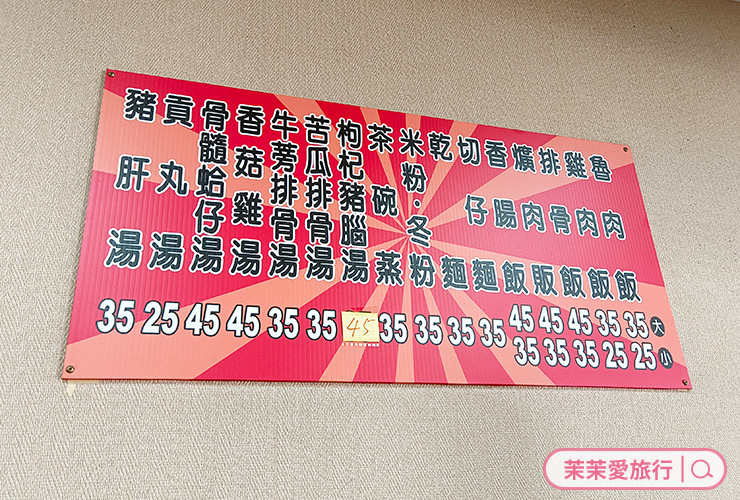 魯肉飯
雞肉飯
排骨飯
爌肉販
香腸飯
切仔麵
乾麵
米粉·冬粉
茶碗蒸
枸杞豬腦湯
苦瓜排骨湯
牛蒡排骨湯
香菇雞湯
骨髓蛤仔湯
貢丸湯
豬肝湯
35 25 45 45 35 35 45 35 35 35 35 45 45 45 35 35 大
35 35 35 25 25 小
茉茉愛旅行